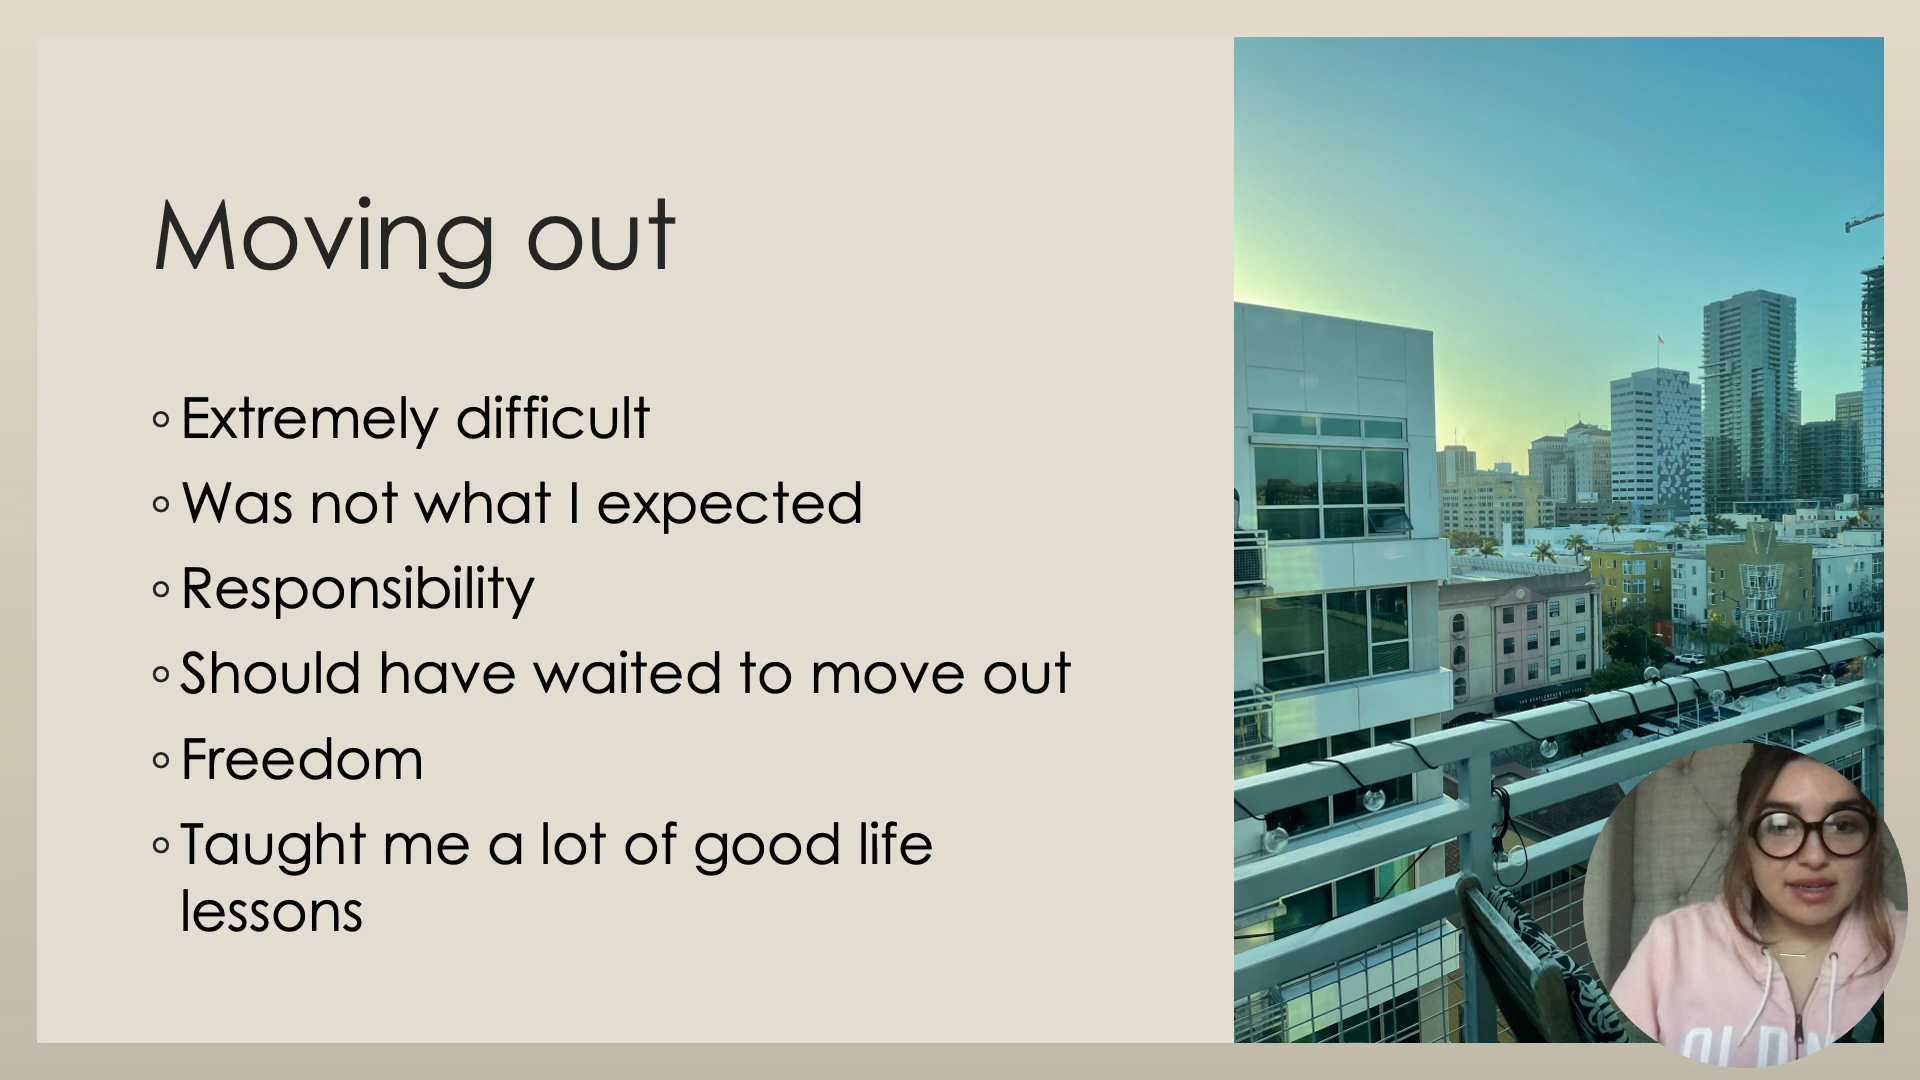 Moving out
◦Extremely difficult
◦Was not what I expected
◦Responsibility
◦Should have waited to move out
◦Freedom
◦Taught me a lot of good life
lessons